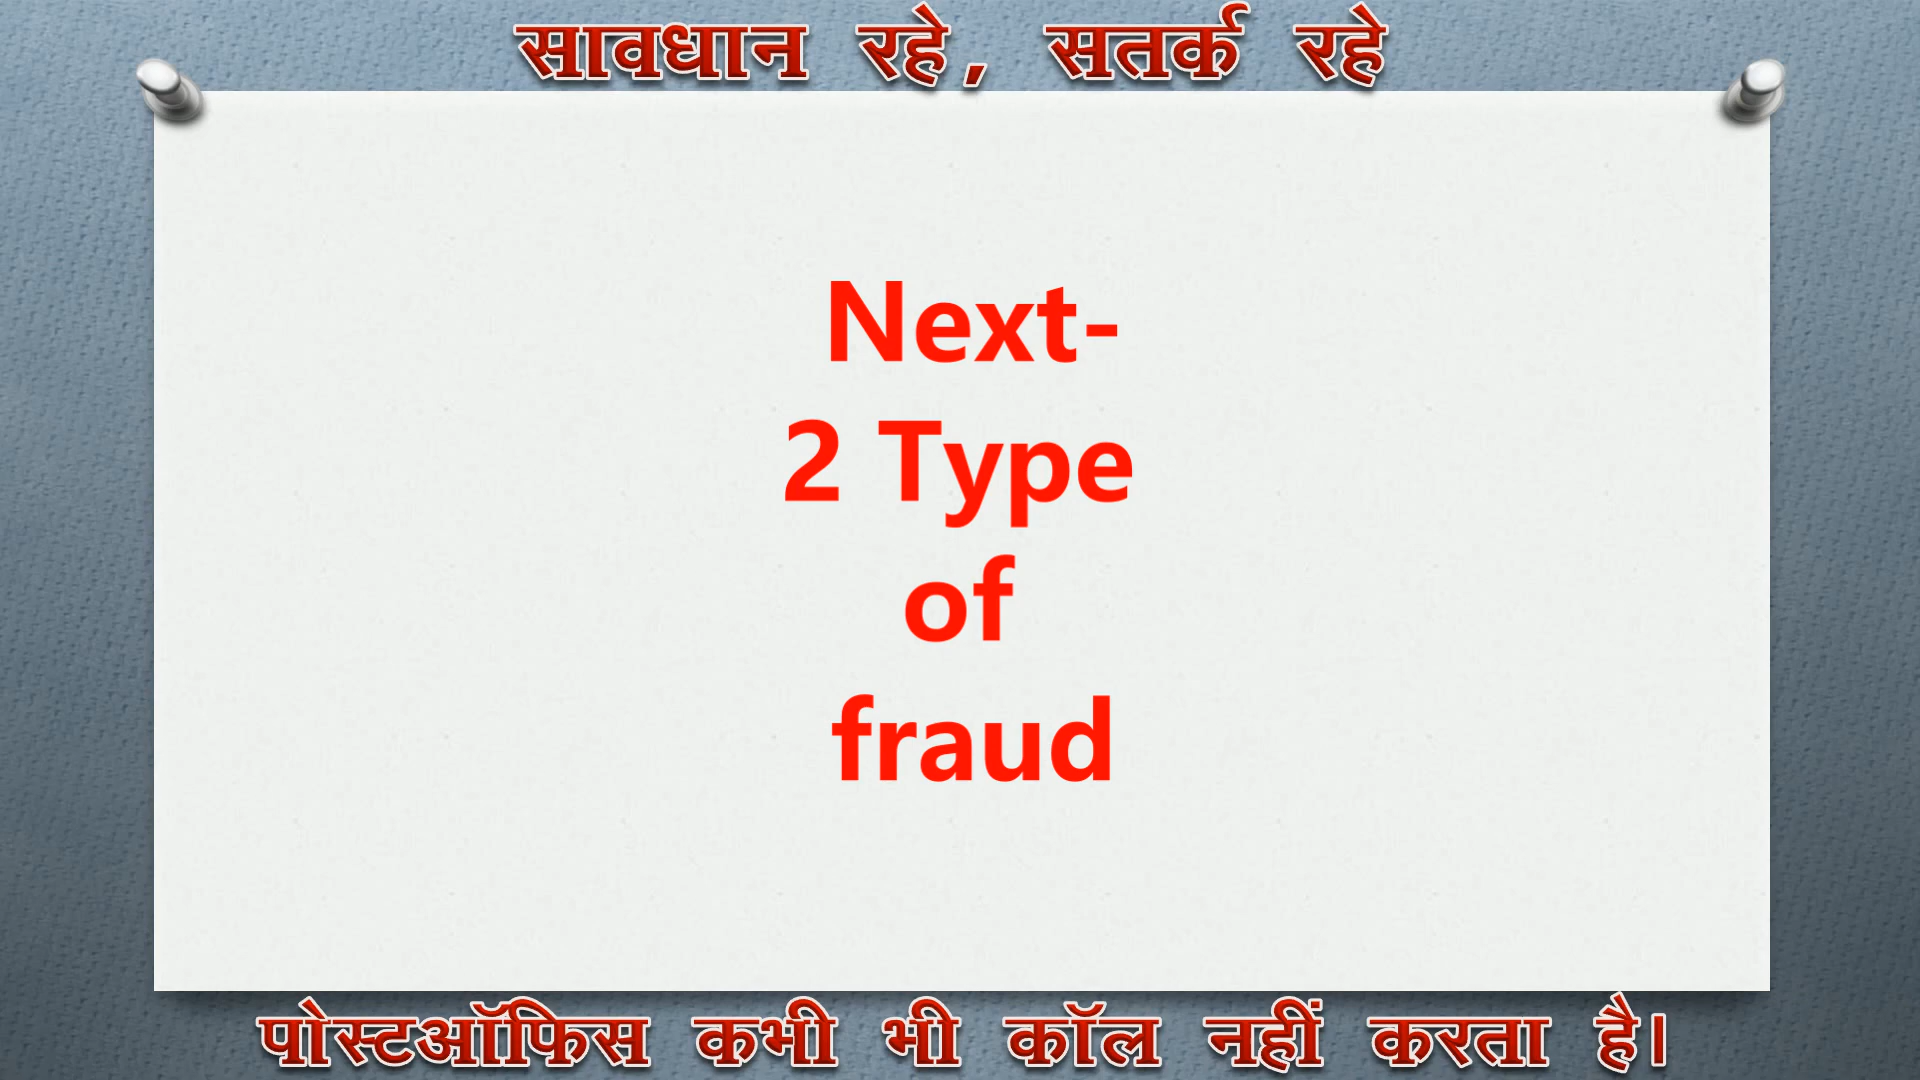 सावधान रहे, सतर्क रहे
Next-
2 Type
of
fraud
पोस्टऑफिस कभी भी कॉल नहीं करता है।